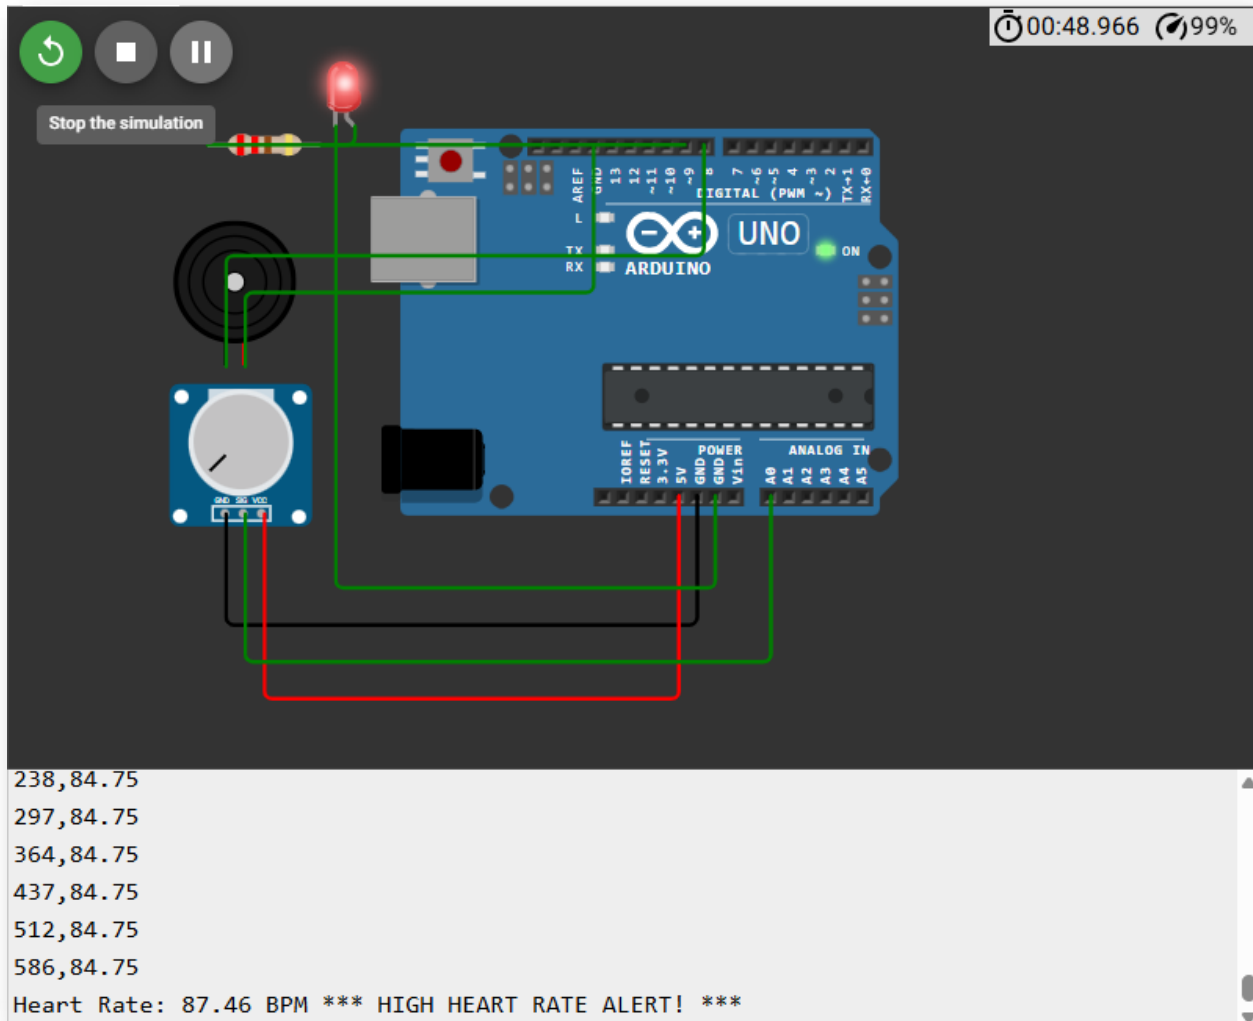 00:48.966 99%
Stop the simulation
AREF GND 13 12 ~11 ~10 ~9 8 7 ~6 ~5 4 ~3 2 TX→1 RX←0
DIGITAL (PWM ~)
L
TX
RX
UNO
ON
ARDUINO
GND SIG VCC
POWER
ANALOG IN
IOREF RESET 3.3V 5V GND GND Vin A0 A1 A2 A3 A4 A5
238,84.75
297,84.75
364,84.75
437,84.75
512,84.75
586,84.75
Heart Rate: 87.46 BPM *** HIGH HEART RATE ALERT! ***